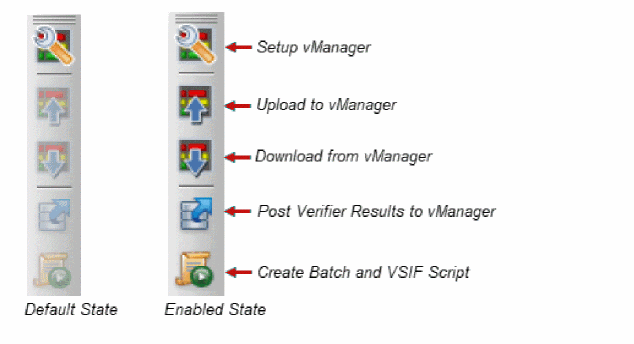 Setup vManager
Upload to vManager
Download from vManager
Post Verifier Results to vManager
Create Batch and VSIF Script
Default State
Enabled State